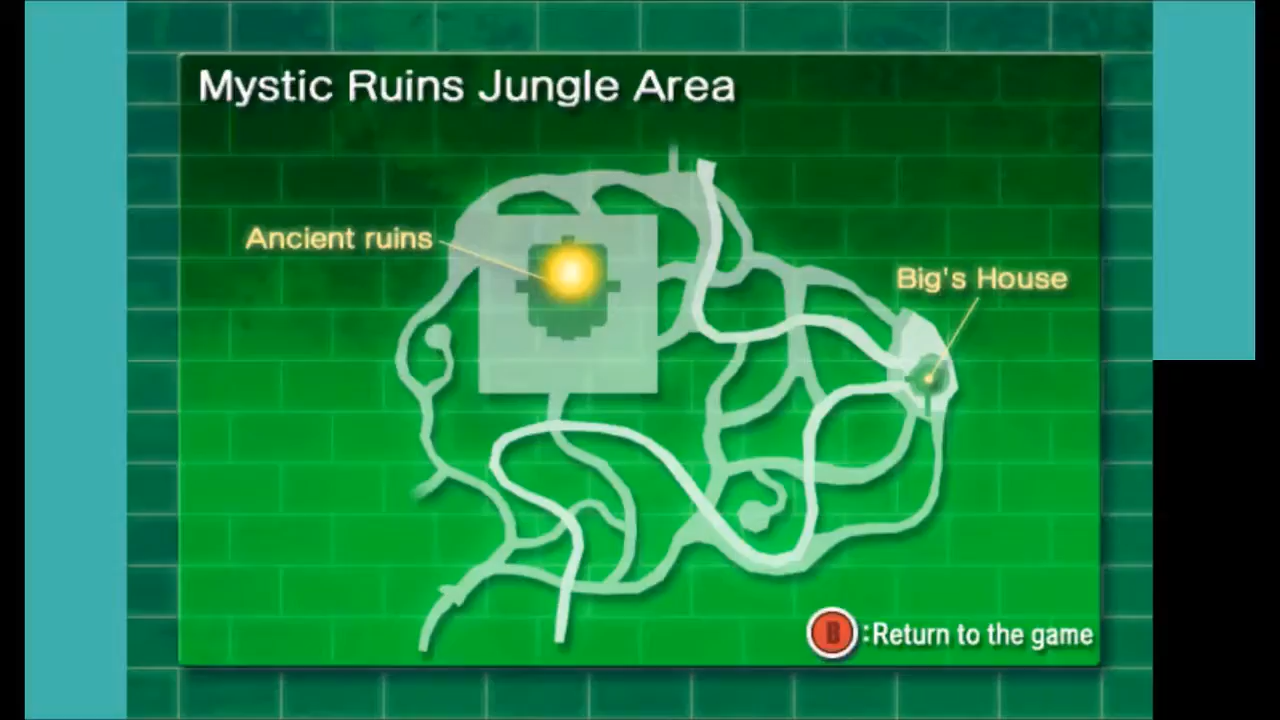 Mystic Ruins Jungle Area
Ancient ruins
Big's House
B :Return to the game